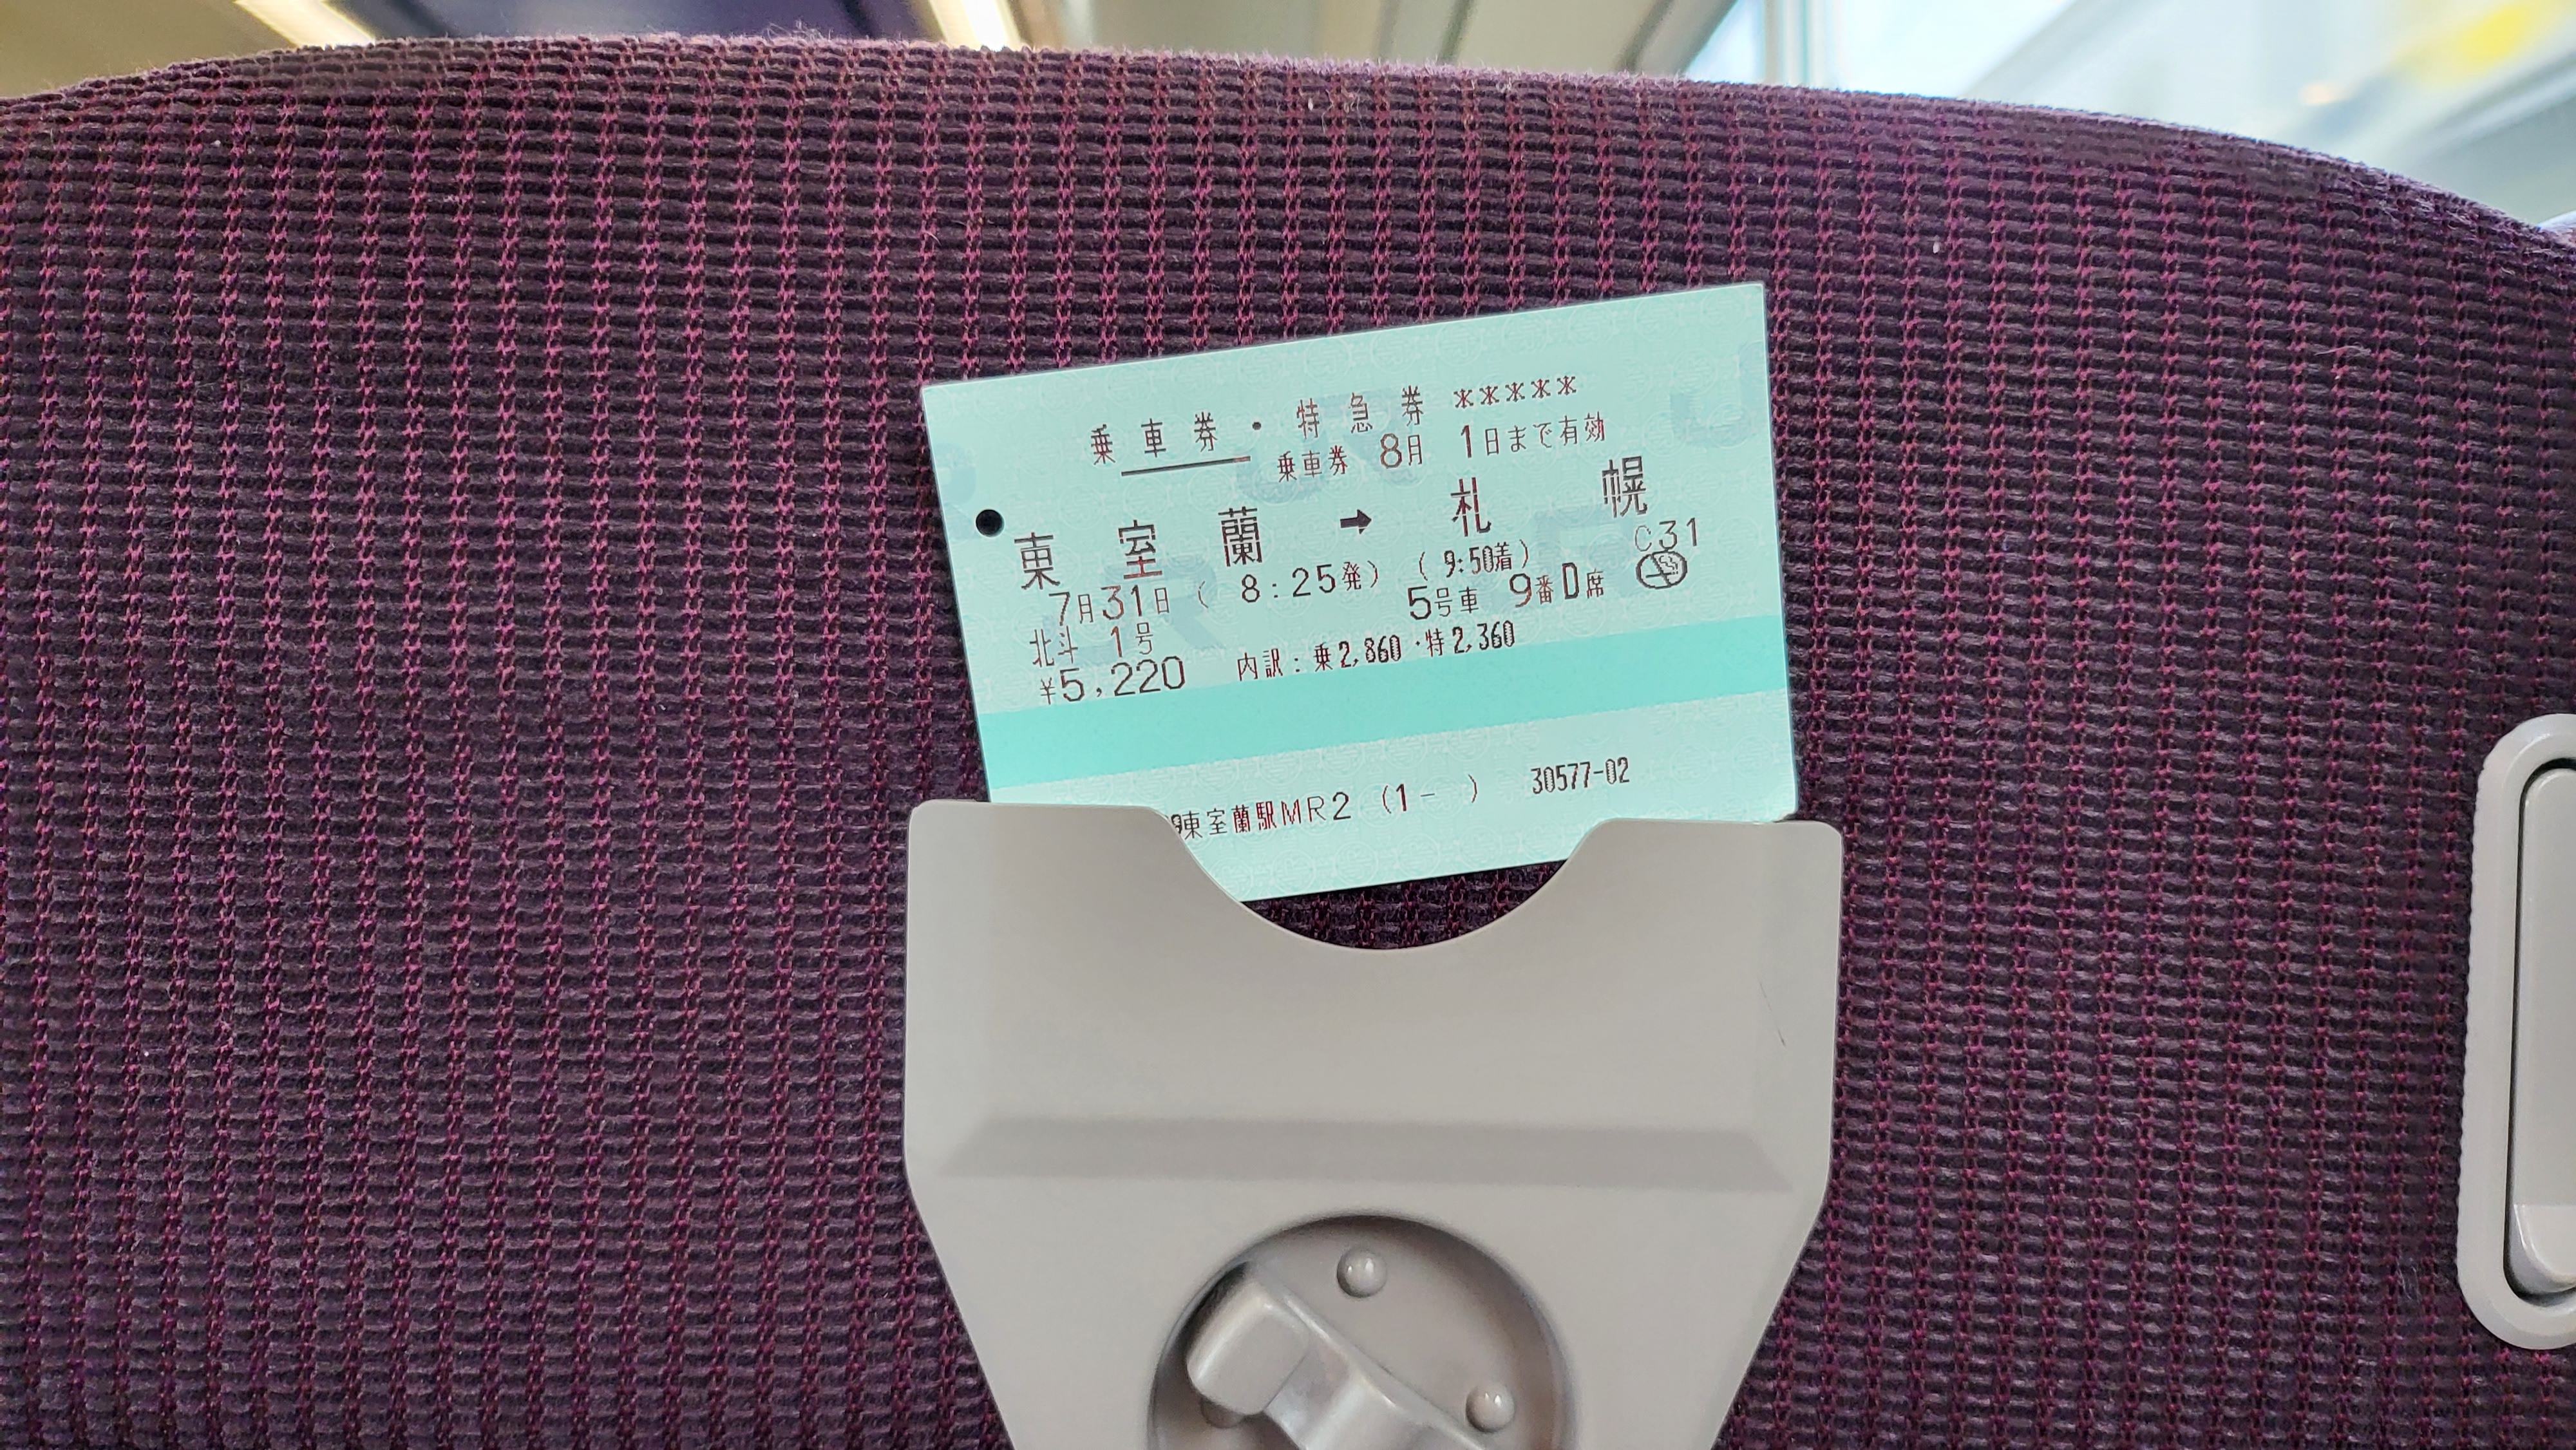 乗車券・特急券 *****
乗車券 8月 1日まで有効
東室蘭 ➡ 札幌
7月31日 ( 8:25発) ( 9:50着) C31
北斗 1号 5号車 9番D席
¥5,220 内訳:乗2,860・特2,360
東室蘭駅MR2 (1- ) 30577-02